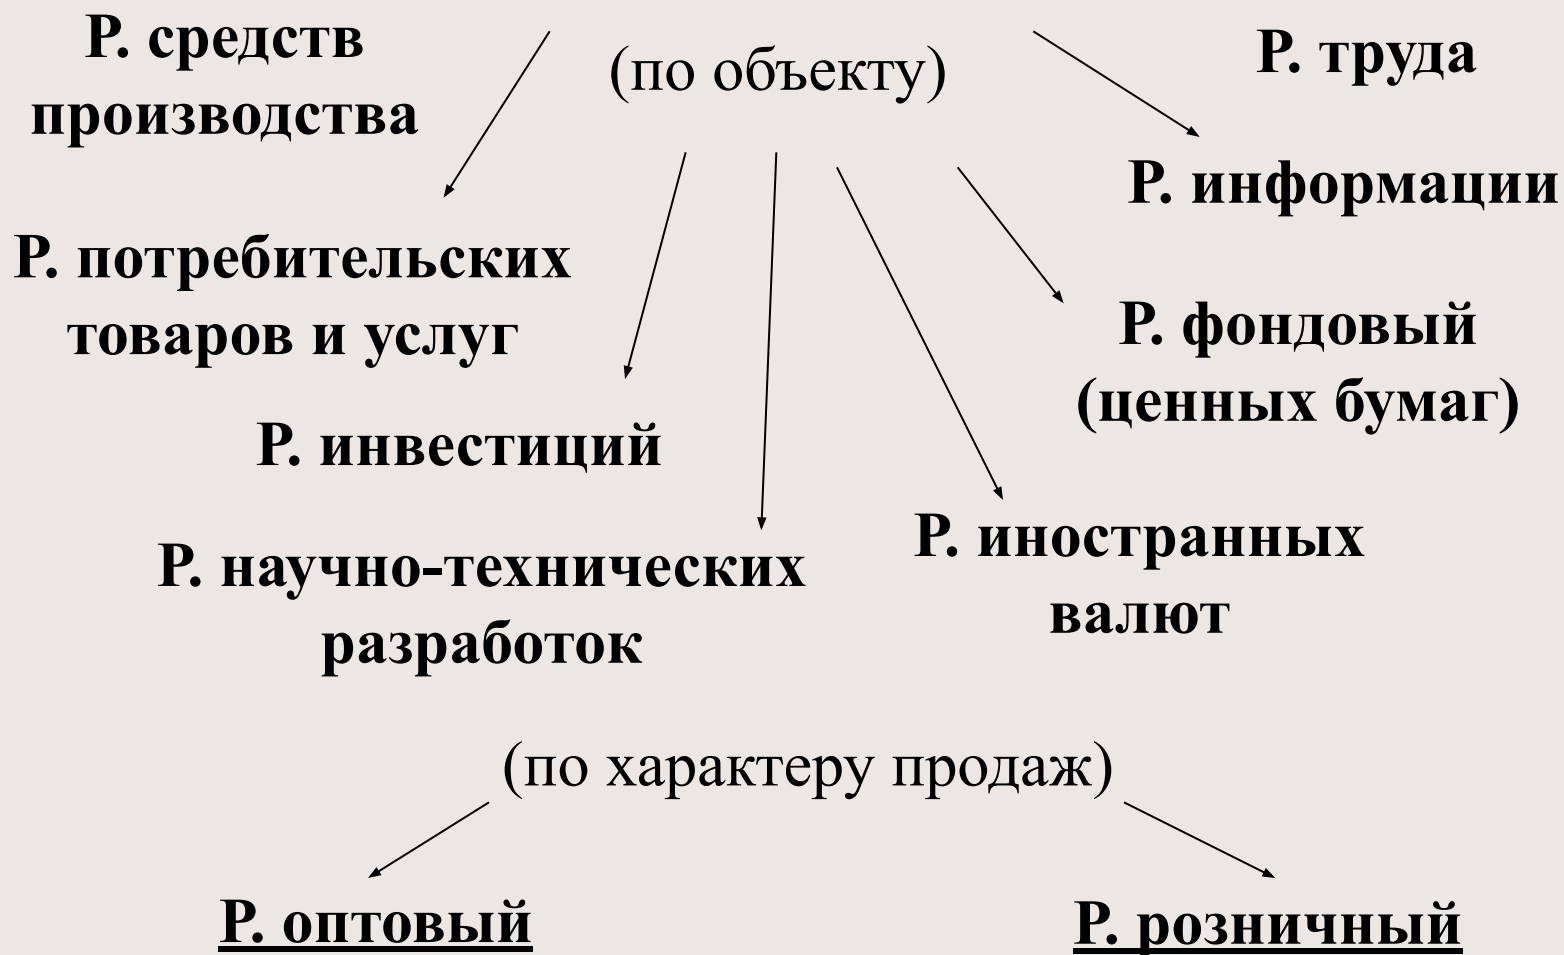 Р. средств
производства
(по объекту)
Р. труда
Р. информации
Р. потребительских
товаров и услуг
Р. фондовый
(ценных бумаг)
Р. инвестиций
Р. иностранных
валют
Р. научно-технических
разработок
(по характеру продаж)
Р. оптовый
Р. розничный